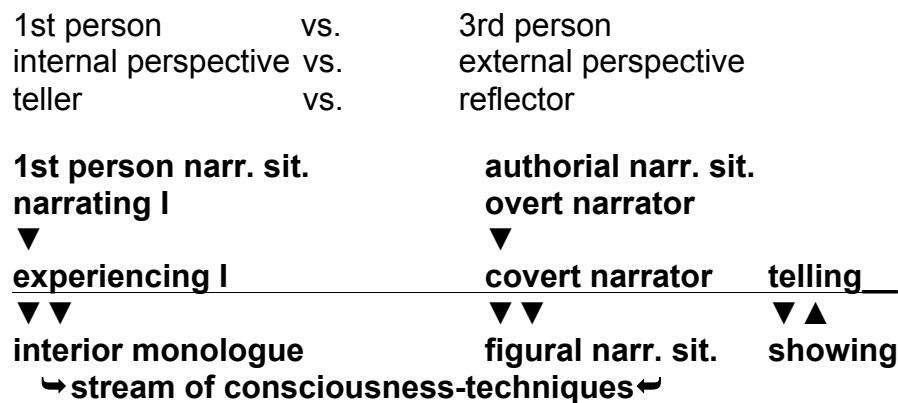 1st person vs. 3rd person
internal perspective vs. external perspective
teller vs. reflector
1st person narr. sit. authorial narr. sit.
narrating I overt narrator
▼ ▼
experiencing I covert narrator telling__
▼ ▼ ▼ ▼ ▼ ▲
interior monologue figural narr. sit. showing
↪stream of consciousness-techniques↩